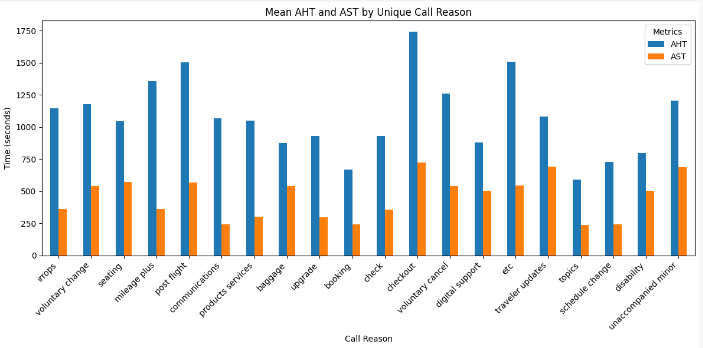 Mean AHT and AST by Unique Call Reason
Metrics
AHT
AST
Time (seconds)
1750
1500
1250
1000
750
500
250
0
irrops
voluntary change
seating
mileage plus
post flight
communications
products services
baggage
upgrade
booking
check
checkout
voluntary cancel
digital support
etc
traveler updates
topics
schedule change
disability
unaccompanied minor
Call Reason